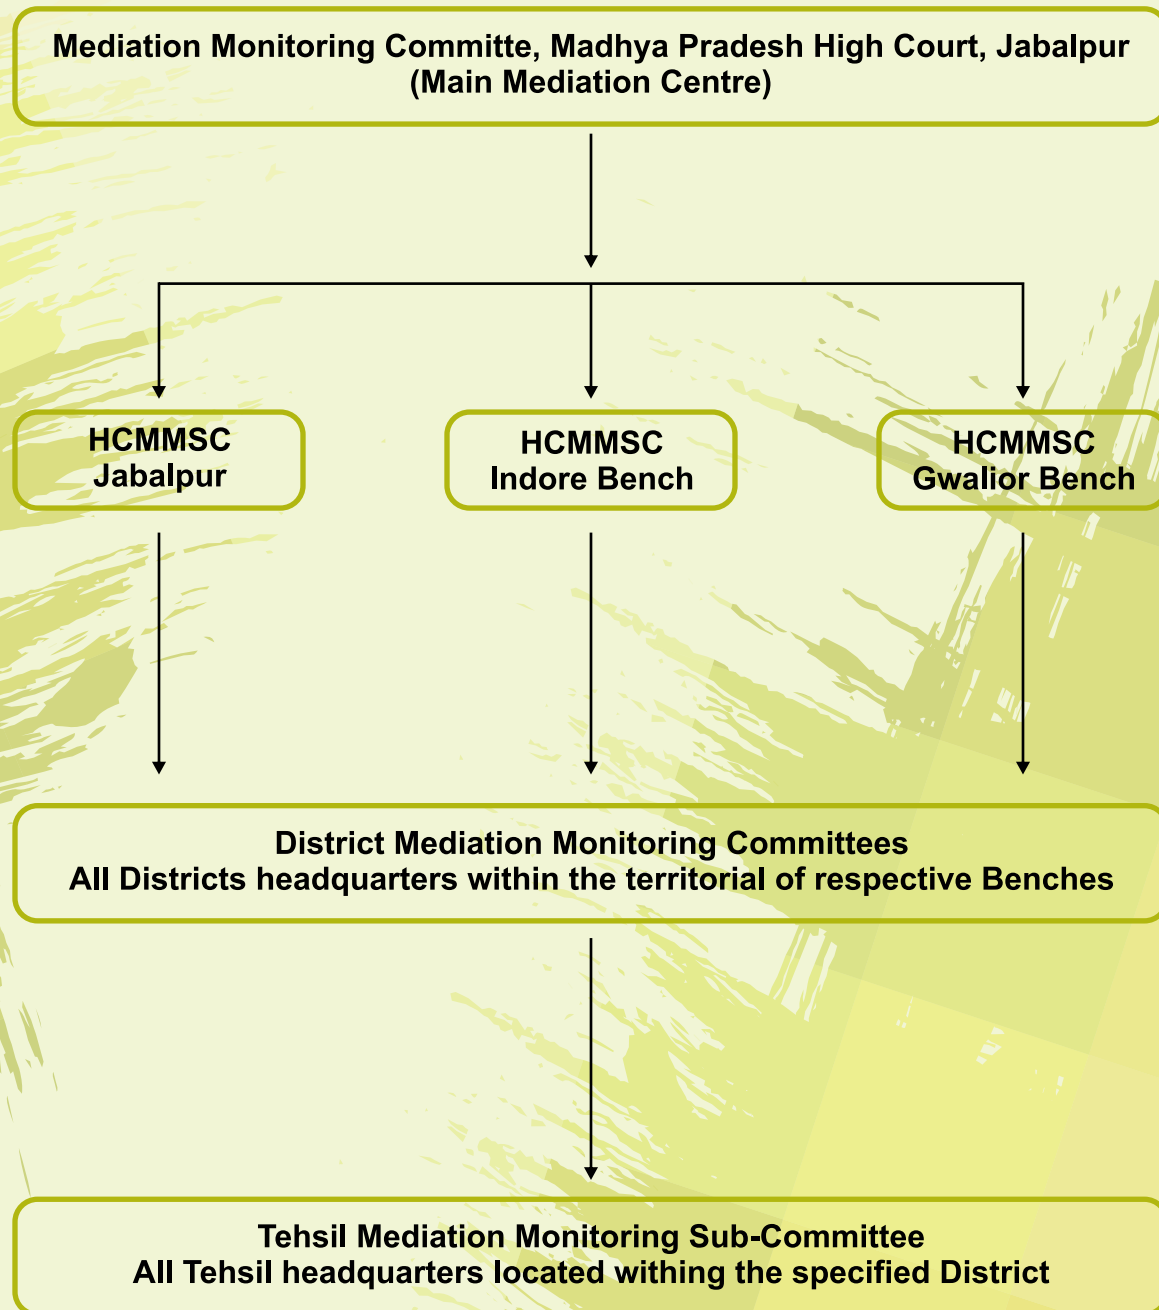 Mediation Monitoring Committe, Madhya Pradesh High Court, Jabalpur
(Main Mediation Centre)
HCMMSC
Jabalpur
HCMMSC
Indore Bench
HCMMSC
Gwalior Bench
District Mediation Monitoring Committees
All Districts headquarters within the territorial of respective Benches
Tehsil Mediation Monitoring Sub-Committee
All Tehsil headquarters located withing the specified District